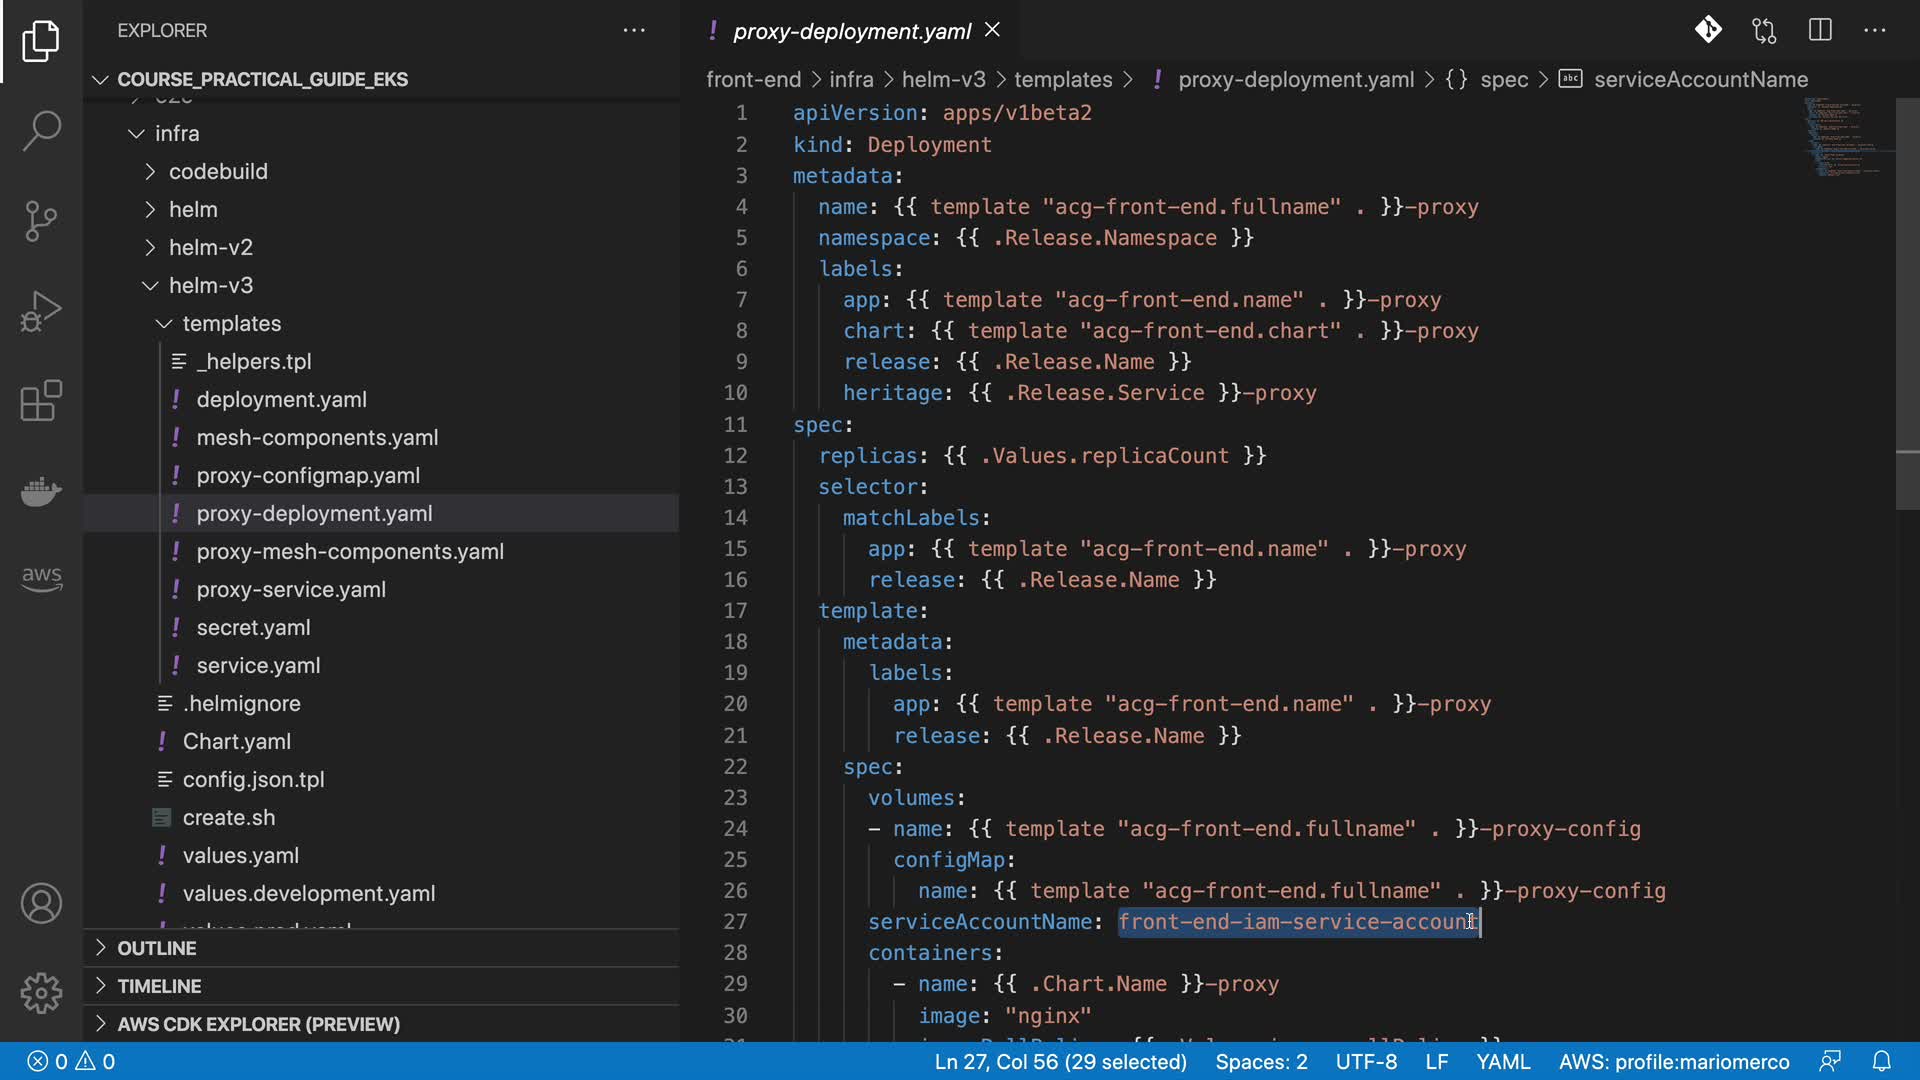 EXPLORER
COURSE_PRACTICAL_GUIDE_EKS
infra
codebuild
helm
helm-v2
helm-v3
templates
_helpers.tpl
! deployment.yaml
! mesh-components.yaml
! proxy-configmap.yaml
! proxy-deployment.yaml
! proxy-mesh-components.yaml
! proxy-service.yaml
! secret.yaml
! service.yaml
.helmignore
! Chart.yaml
config.json.tpl
create.sh
! values.yaml
! values.development.yaml
OUTLINE
TIMELINE
AWS CDK EXPLORER (PREVIEW)
aws
! proxy-deployment.yaml
front-end > infra > helm-v3 > templates > ! proxy-deployment.yaml > {} spec > abc serviceAccountName
1 apiVersion: apps/v1beta2
2 kind: Deployment
3 metadata:
4 name: {{ template "acg-front-end.fullname" . }}-proxy
5 namespace: {{ .Release.Namespace }}
6 labels:
7 app: {{ template "acg-front-end.name" . }}-proxy
8 chart: {{ template "acg-front-end.chart" . }}-proxy
9 release: {{ .Release.Name }}
10 heritage: {{ .Release.Service }}-proxy
11 spec:
12 replicas: {{ .Values.replicaCount }}
13 selector:
14 matchLabels:
15 app: {{ template "acg-front-end.name" . }}-proxy
16 release: {{ .Release.Name }}
17 template:
18 metadata:
19 labels:
20 app: {{ template "acg-front-end.name" . }}-proxy
21 release: {{ .Release.Name }}
22 spec:
23 volumes:
24 - name: {{ template "acg-front-end.fullname" . }}-proxy-config
25 configMap:
26 name: {{ template "acg-front-end.fullname" . }}-proxy-config
27 serviceAccountName: front-end-iam-service-account
28 containers:
29 - name: {{ .Chart.Name }}-proxy
30 image: "nginx"
0 0 Ln 27, Col 56 (29 selected) Spaces: 2 UTF-8 LF YAML AWS: profile:mariomerco